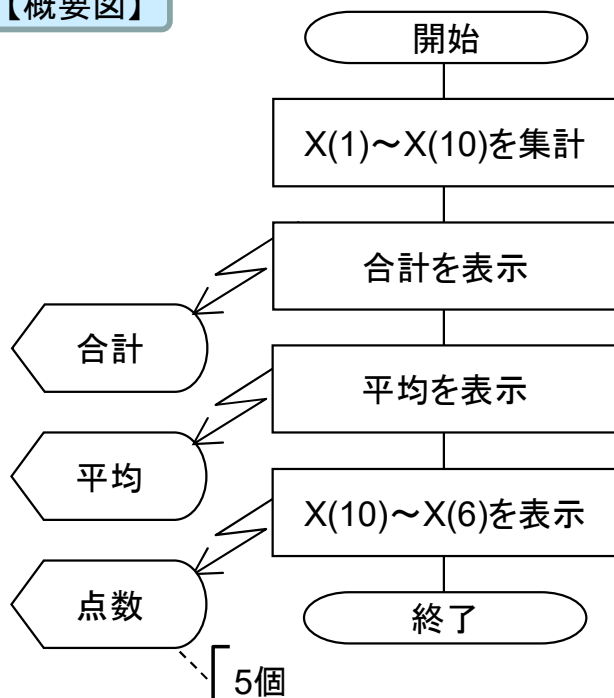 【概要図】
開始
X(1)～X(10)を集計
合計を表示
合計
平均を表示
平均
X(10)～X(6)を表示
点数
終了
5個